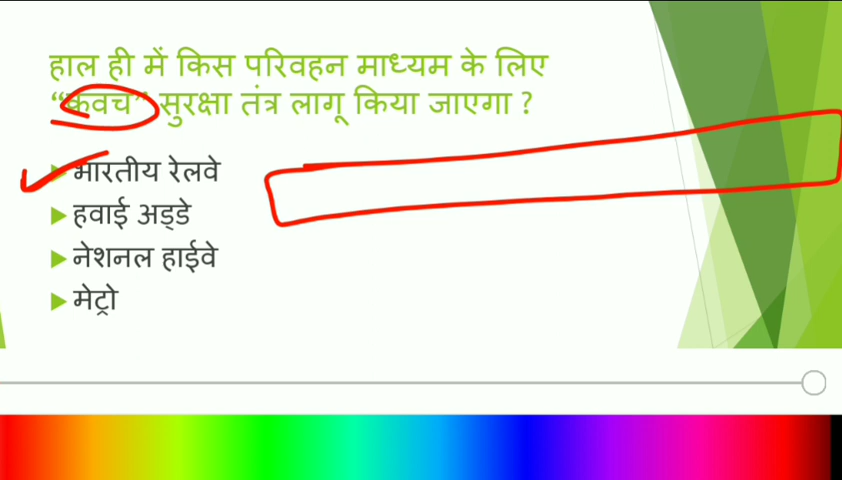 हाल ही में किस परिवहन माध्यम के लिए
“कवच” सुरक्षा तंत्र लागू किया जाएगा ?
भारतीय रेलवे
हवाई अड्डे
नेशनल हाईवे
मेट्रो